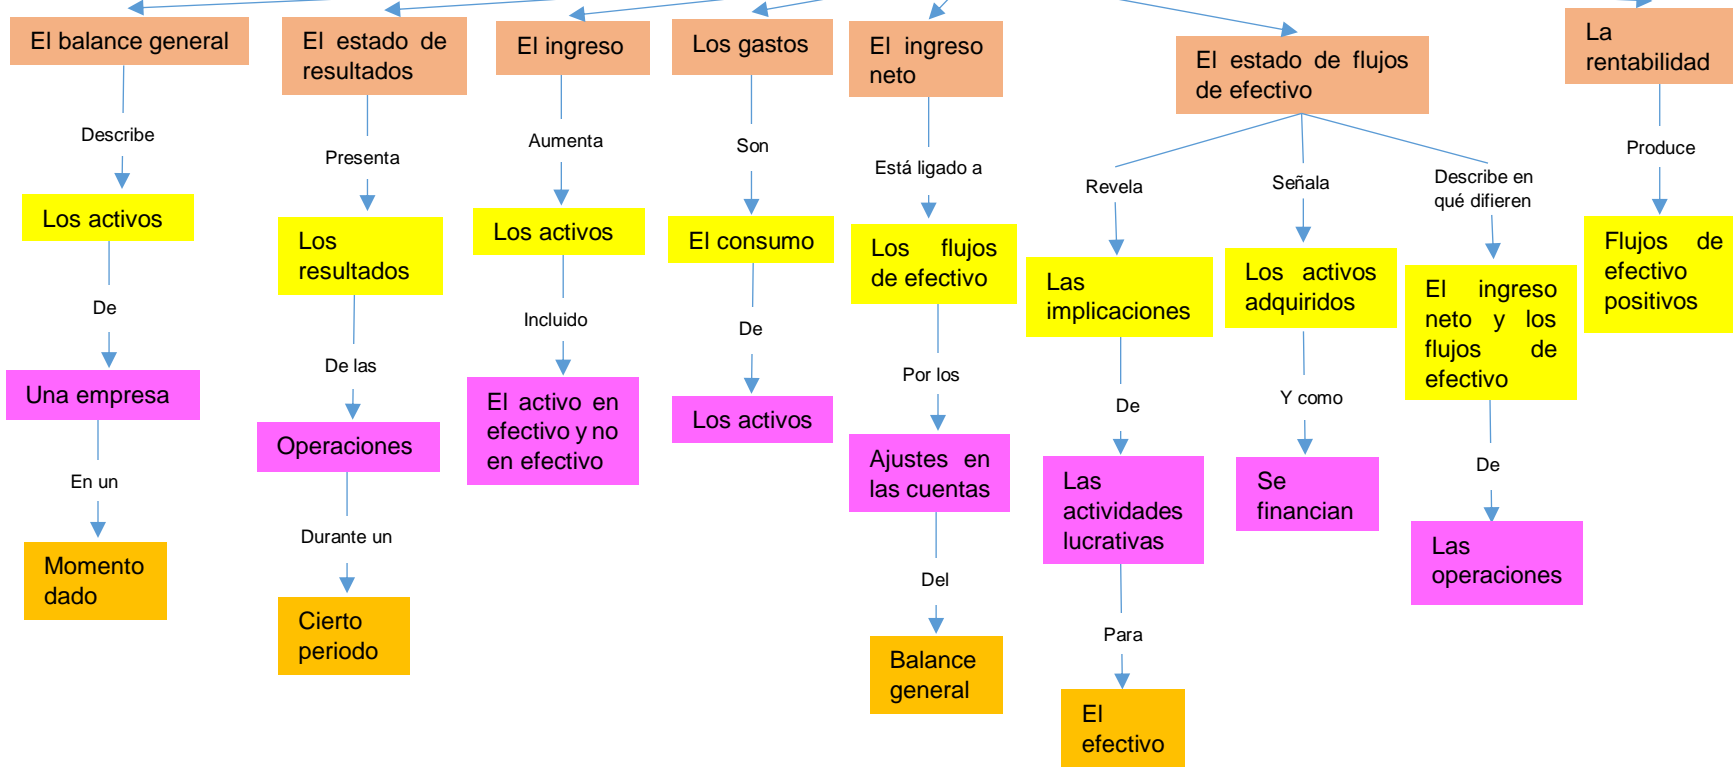 El balance general
Describe
Los activos
De
Una empresa
En un
Momento
dado
El estado de
resultados
Presenta
Los
resultados
De las
Operaciones
Durante un
Cierto
periodo
El ingreso
Aumenta
Los activos
Incluido
El activo en
efectivo y no
en efectivo
Los gastos
Son
El consumo
De
Los activos
El ingreso
neto
Está ligado a
Los flujos
de efectivo
Por los
Ajustes en
las cuentas
Del
Balance
general
El estado de flujos
de efectivo
Revela
Las
implicaciones
De
Las
actividades
lucrativas
Para
El
efectivo
Señala
Los activos
adquiridos
Y como
Se
financian
Describe en
qué difieren
El ingreso
neto y los
flujos de
efectivo
De
Las
operaciones
La
rentabilidad
Produce
Flujos de
efectivo
positivos